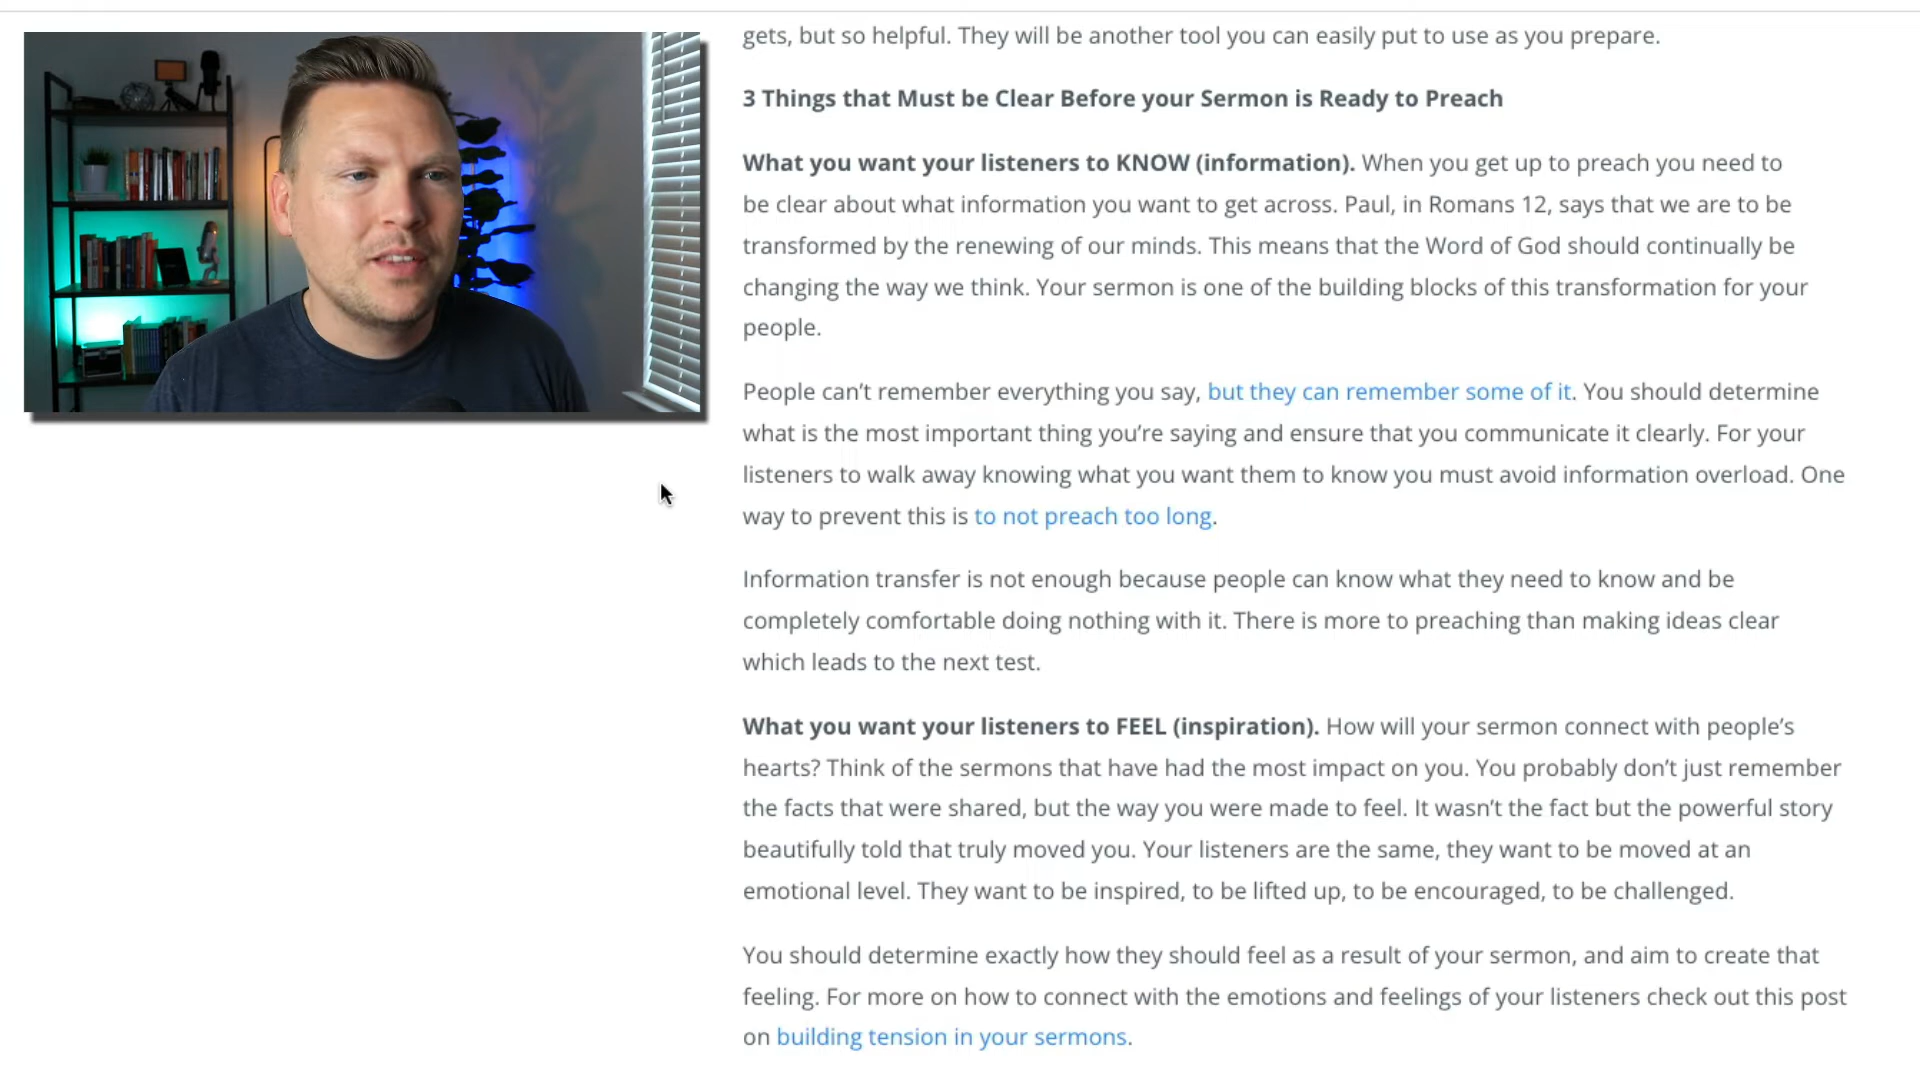 gets, but so helpful. They will be another tool you can easily put to use as you prepare.
3 Things that Must be Clear Before your Sermon is Ready to Preach
What you want your listeners to KNOW (information). When you get up to preach you need to
be clear about what information you want to get across. Paul, in Romans 12, says that we are to be
transformed by the renewing of our minds. This means that the Word of God should continually be
changing the way we think. Your sermon is one of the building blocks of this transformation for your
people.
People can’t remember everything you say, but they can remember some of it. You should determine
what is the most important thing you’re saying and ensure that you communicate it clearly. For your
listeners to walk away knowing what you want them to know you must avoid information overload. One
way to prevent this is to not preach too long.
Information transfer is not enough because people can know what they need to know and be
completely comfortable doing nothing with it. There is more to preaching than making ideas clear
which leads to the next test.
What you want your listeners to FEEL (inspiration). How will your sermon connect with people’s
hearts? Think of the sermons that have had the most impact on you. You probably don’t just remember
the facts that were shared, but the way you were made to feel. It wasn’t the fact but the powerful story
beautifully told that truly moved you. Your listeners are the same, they want to be moved at an
emotional level. They want to be inspired, to be lifted up, to be encouraged, to be challenged.
You should determine exactly how they should feel as a result of your sermon, and aim to create that
feeling. For more on how to connect with the emotions and feelings of your listeners check out this post
on building tension in your sermons.